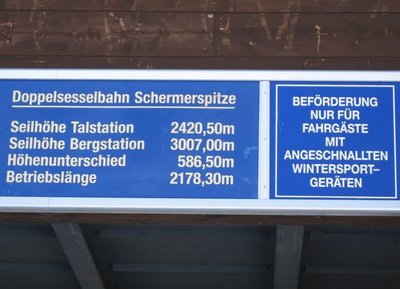 Doppelsesselbahn Schermerspitze
Seilhöhe Talstation 2420,50m
Seilhöhe Bergstation 3007,00m
Höhenunterschied 586,50m
Betriebslänge 2178,30m
BEFÖRDERUNG
NUR FÜR
FAHRGÄSTE
MIT
ANGESCHNALLTEN
WINTERSPORT-
GERÄTEN